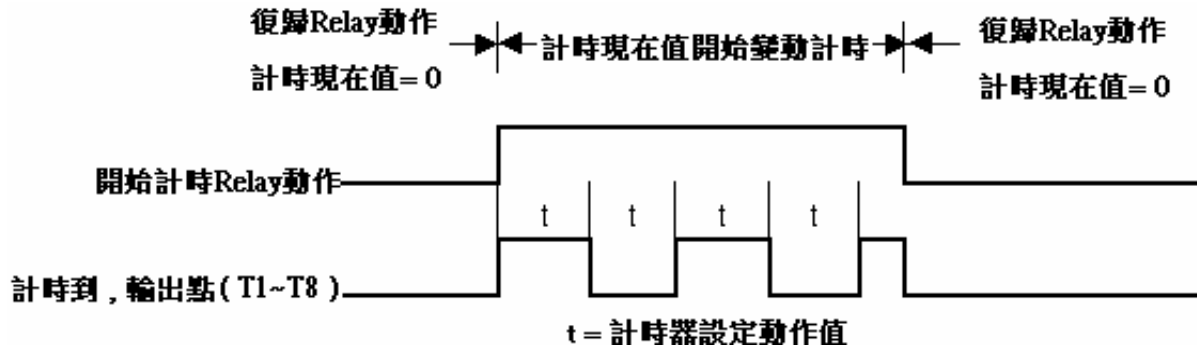 復歸Relay動作
計時現在值= 0
計時現在值開始變動計時
復歸Relay動作
計時現在值= 0
開始計時Relay動作
t t t t
計時到 , 輸出點( T1~T8 )
t = 計時器設定動作值